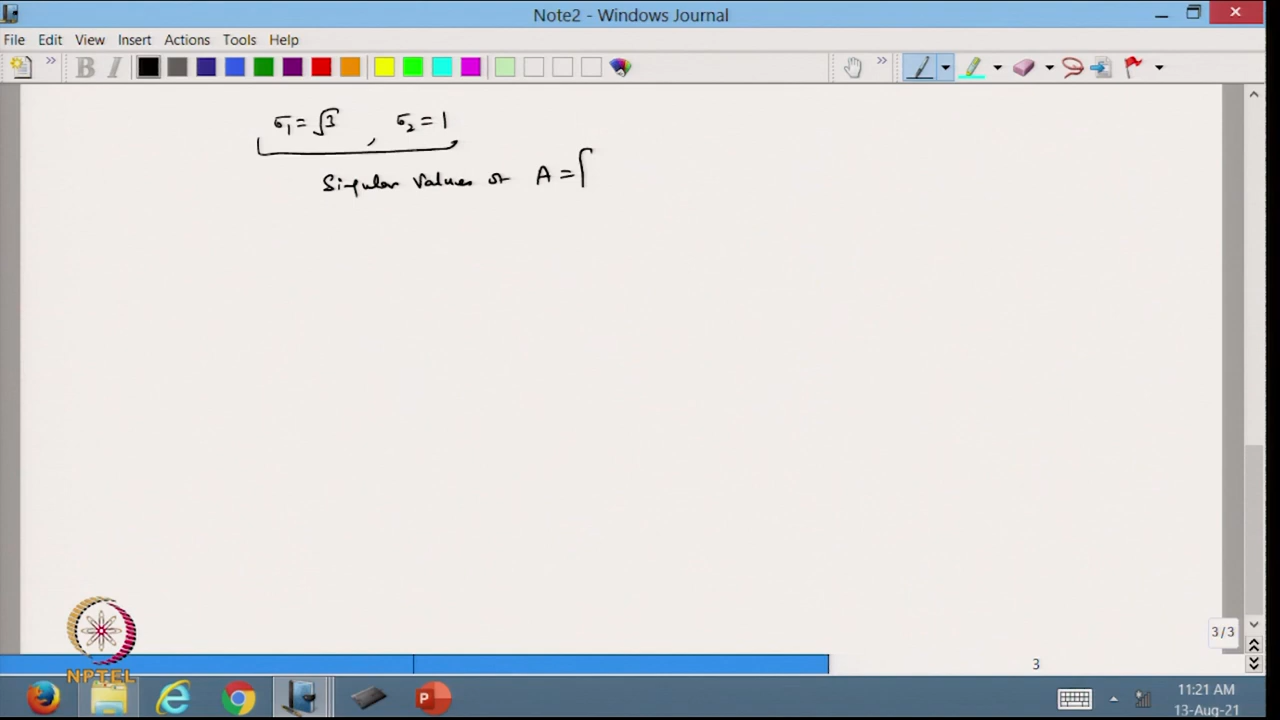 Note2 - Windows Journal
File Edit View Insert Actions Tools Help
B I
σ₁ = √3 , σ₂ = 1
Singular Values of A = [
3/3
3
NPTEL
11:21 AM
13-Aug-21